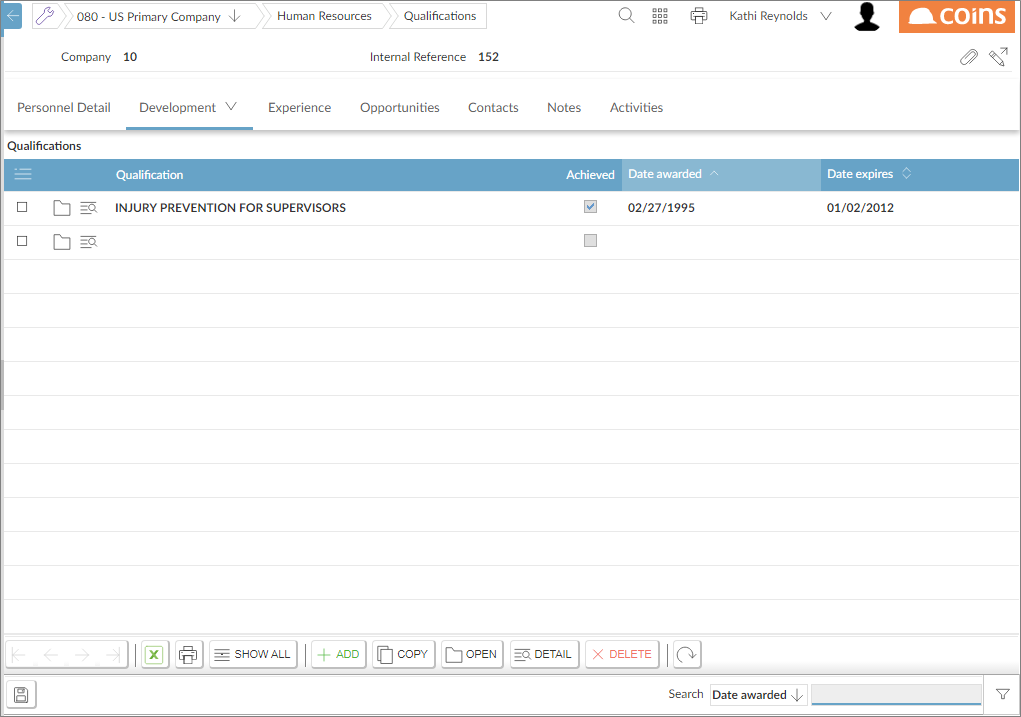 080 - US Primary Company Human Resources Qualifications Kathi Reynolds coins
Company 10 Internal Reference 152
Personnel Detail Development Experience Opportunities Contacts Notes Activities
Qualifications
Qualification Achieved Date awarded Date expires
INJURY PREVENTION FOR SUPERVISORS 02/27/1995 01/02/2012
SHOW ALL ADD COPY OPEN DETAIL DELETE
Search Date awarded